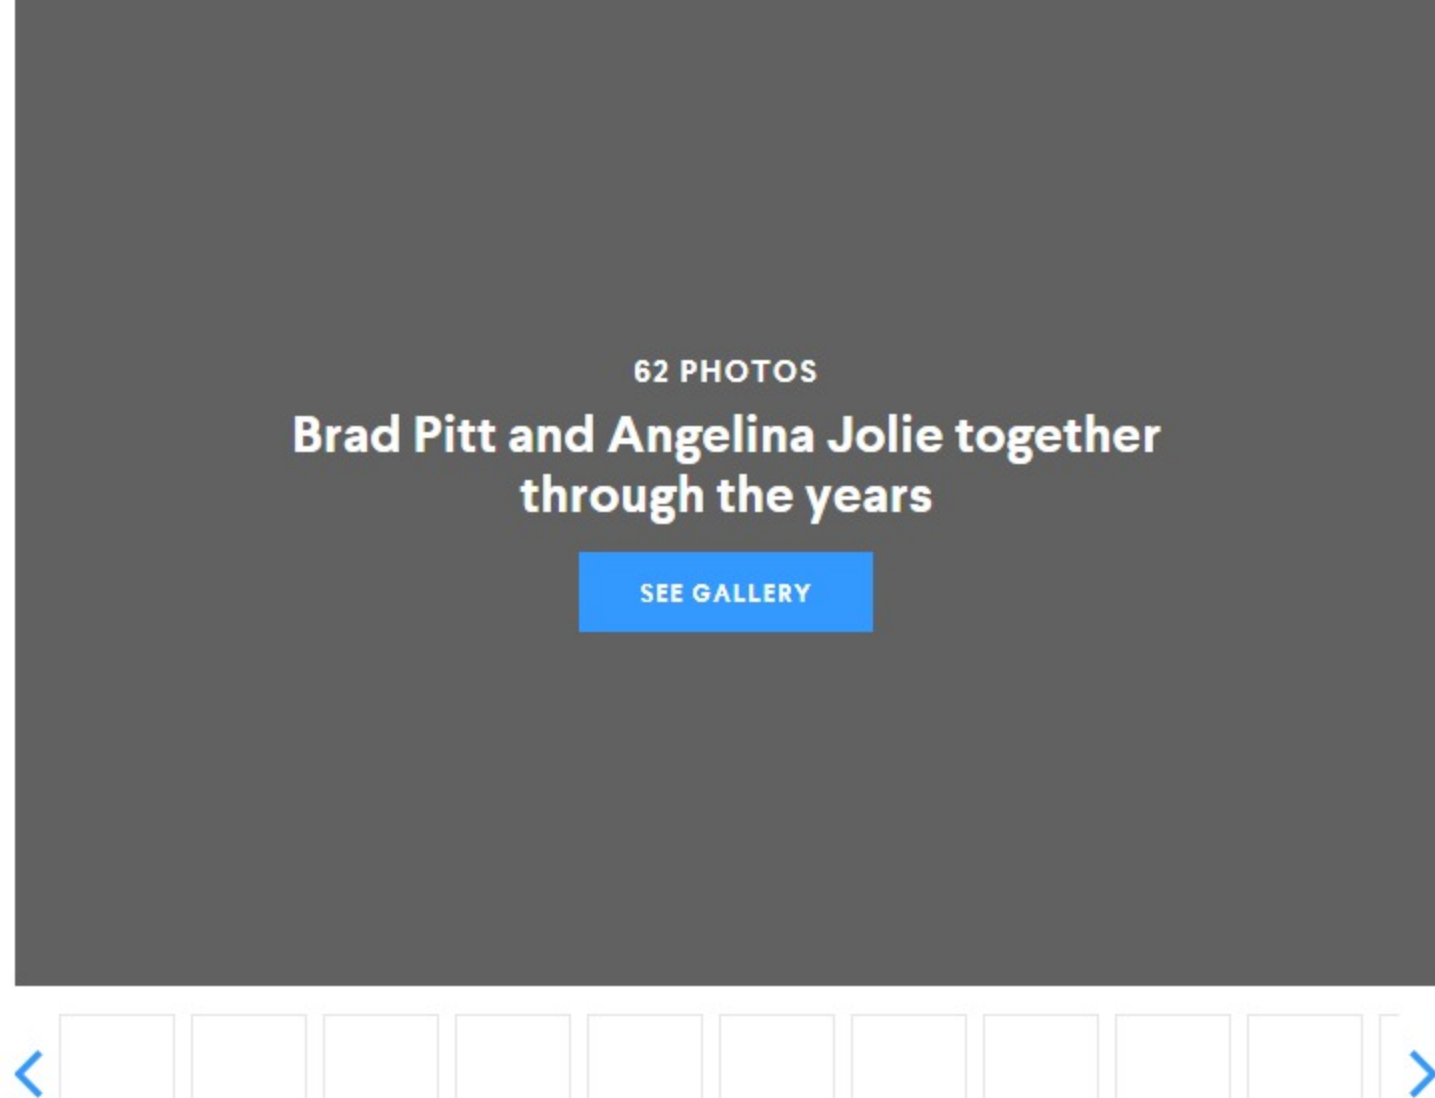 62 PHOTOS
Brad Pitt and Angelina Jolie together
through the years
SEE GALLERY